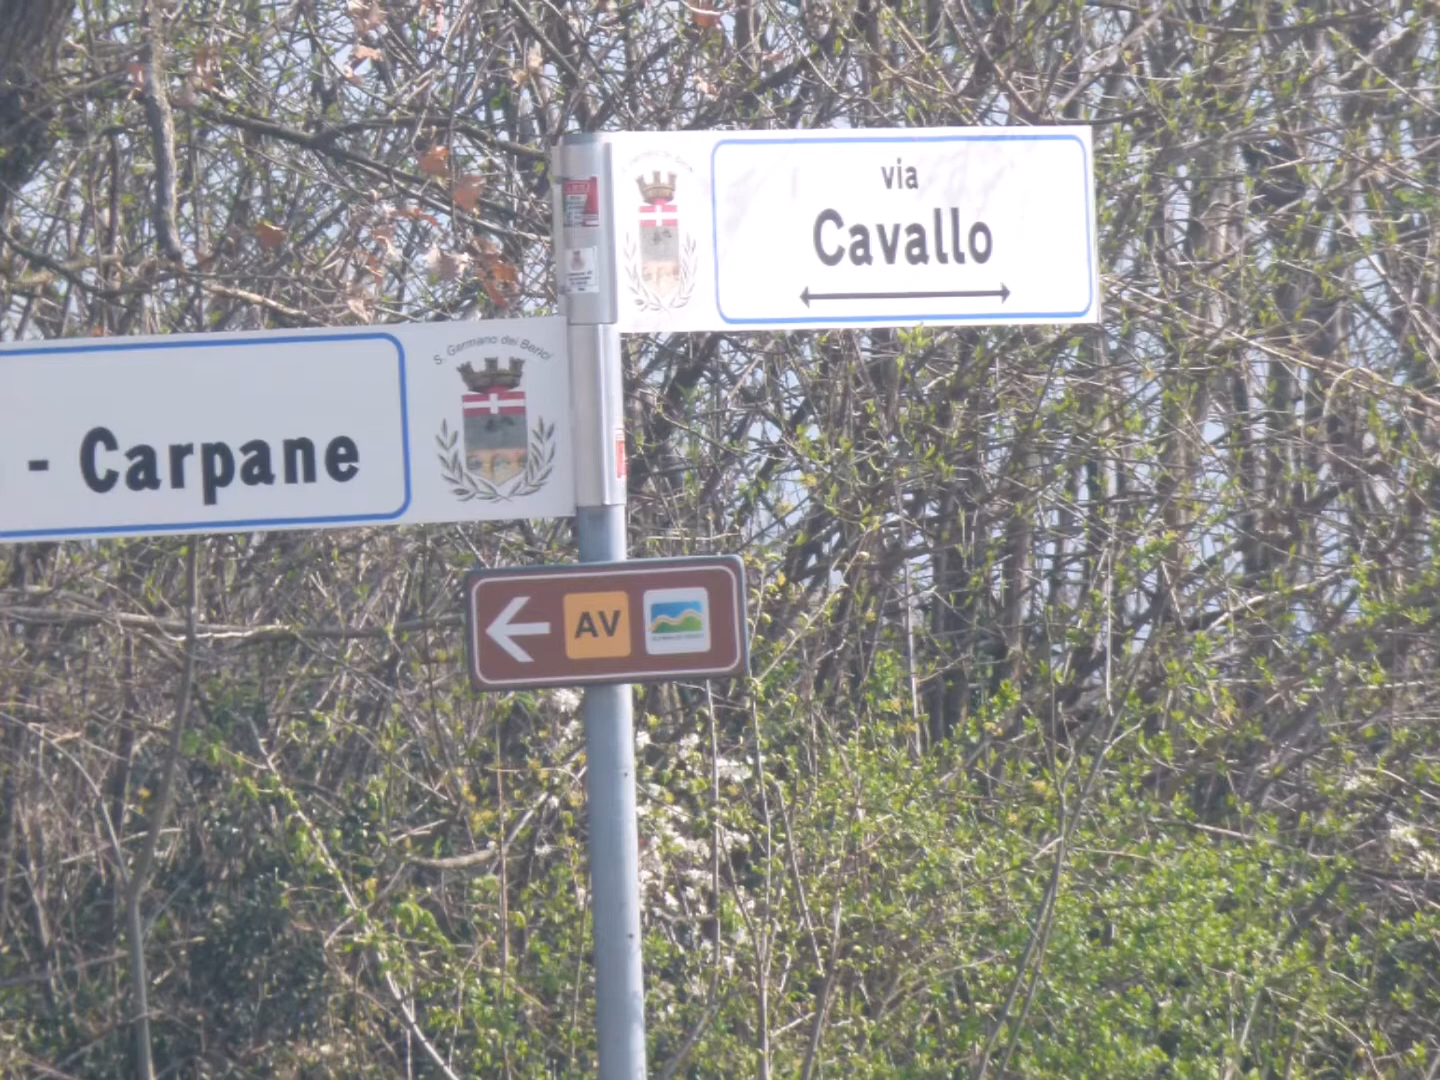 via
Cavallo
S. Germano dei Berici
- Carpane
AV